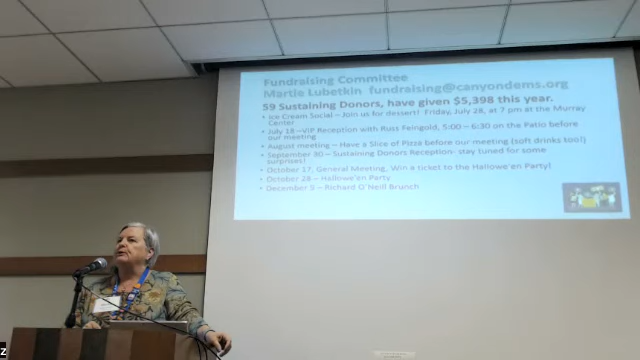 Fundraising Committee
Martie Lubetkin fundraising@canyondems.org
59 Sustaining Donors, have given $5,398 this year.
• Ice Cream Social – Join us for dessert! Friday, July 28, at 7 pm at the Murray
Center
• July 18 –VIP Reception with Russ Feingold, 5:00 – 6:30 on the Patio before
our meeting
• August meeting – Have a Slice of Pizza before our meeting (soft drinks too!)
• September 30 – Sustaining Donors Reception- stay tuned for some
surprises!
• October 17, General Meeting, Win a ticket to the Hallowe'en Party!
• October 28 – Hallowe'en Party
• December 5 – Richard O'Neill Brunch
z